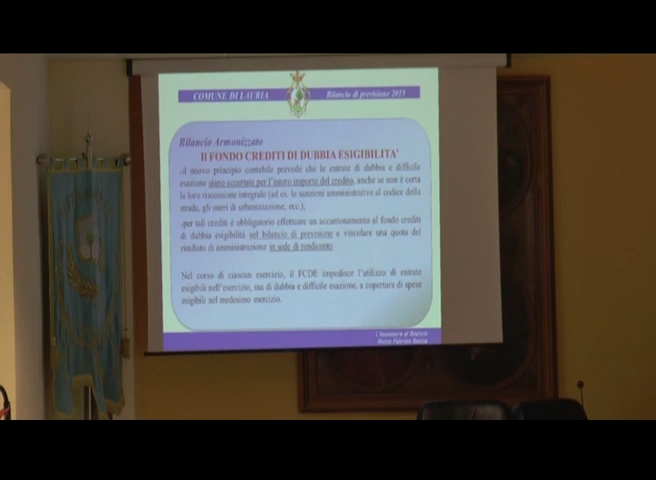 COMUNE DI LAURIA
Bilancio di previsione 2015
Bilancio Armonizzato
Il FONDO CREDITI DI DUBBIA ESIGIBILITA'
-il nuovo principio contabile prevede che le entrate di dubbia e difficile
esazione siano accertate per l'intero importo del credito, anche se non è certa
la loro riscossione integrale (ad es. le sanzioni amministrative al codice della
strada, gli oneri di urbanizzazione, ecc.);
-per tali crediti è obbligatorio effettuare un accantonamento al fondo crediti
di dubbia esigibilità nel bilancio di previsione e vincolare una quota del
risultato di amministrazione in sede di rendiconto
Nel corso di ciascun esercizio, il FCDE impedisce l'utilizzo di entrate
esigibili nell'esercizio, ma di dubbia e difficile esazione, a copertura di spese
esigibili nel medesimo esercizio.
L'Assessore al Bilancio
Rocco Fabrizio Boccia